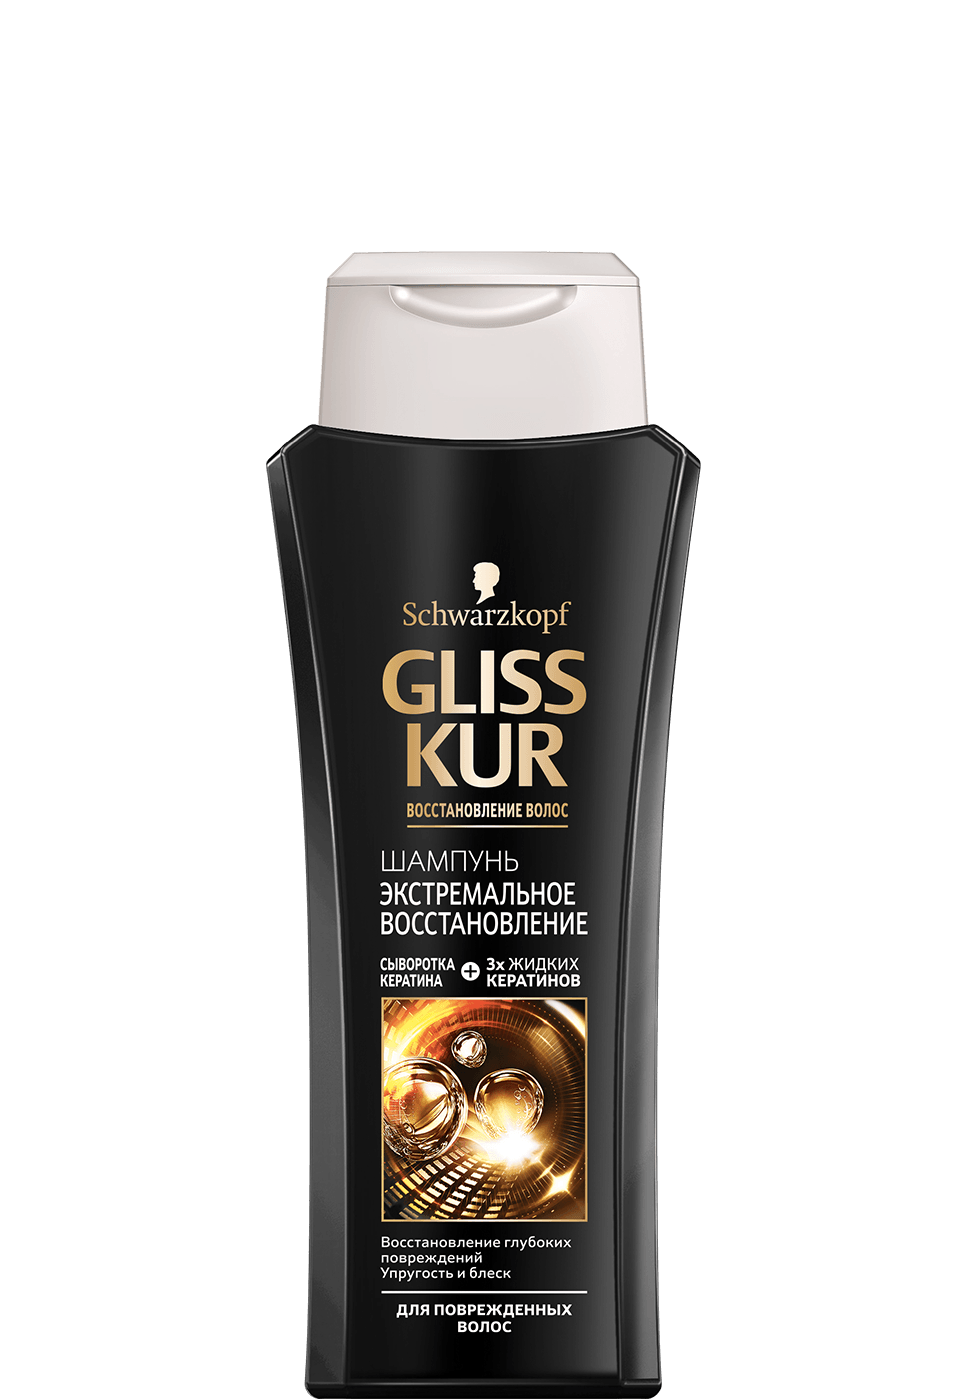 Schwarzkopf
GLISS
KUR
ВОССТАНОВЛЕНИЕ ВОЛОС
ШАМПУНЬ
ЭКСТРЕМАЛЬНОЕ
ВОССТАНОВЛЕНИЕ
СЫВОРОТКА
КЕРАТИНА
+
3x ЖИДКИХ
КЕРАТИНОВ
Восстановление глубоких
повреждений
Упругость и блеск
ДЛЯ ПОВРЕЖДЕННЫХ
ВОЛОС